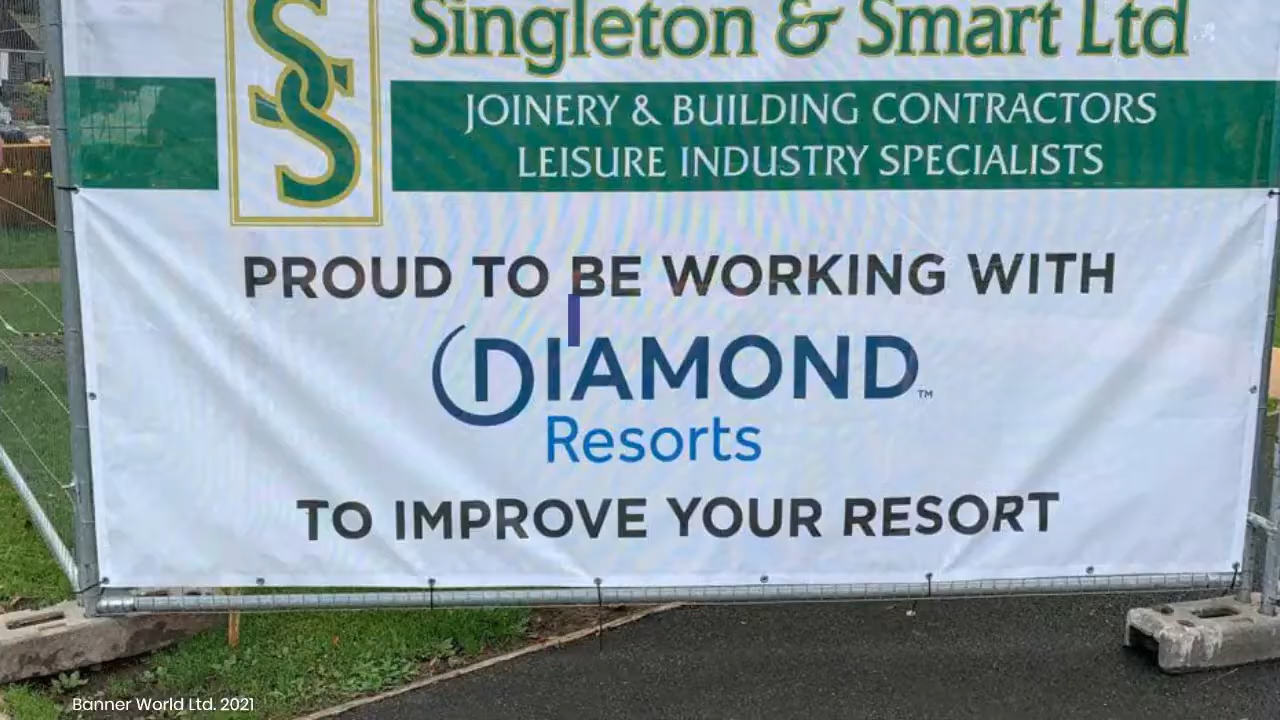 Singleton & Smart Ltd
JOINERY & BUILDING CONTRACTORS
LEISURE INDUSTRY SPECIALISTS
PROUD TO BE WORKING WITH
DIAMOND™
Resorts
TO IMPROVE YOUR RESORT
Banner World Ltd. 2021